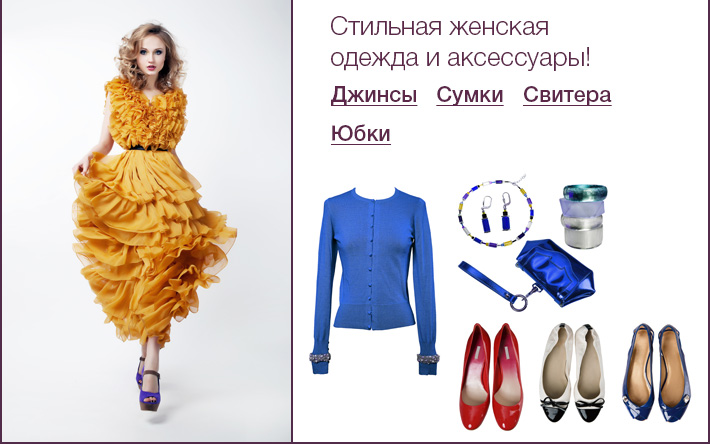 Стильная женская
одежда и аксессуары!
Джинсы Сумки Свитера
Юбки